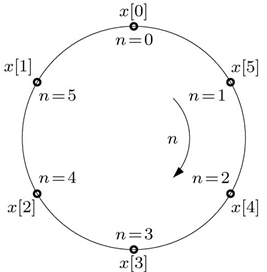 x[0]
n=0
x[1]
x[5]
n=5
n=1
n
n=4
n=2
x[2]
x[4]
n=3
x[3]